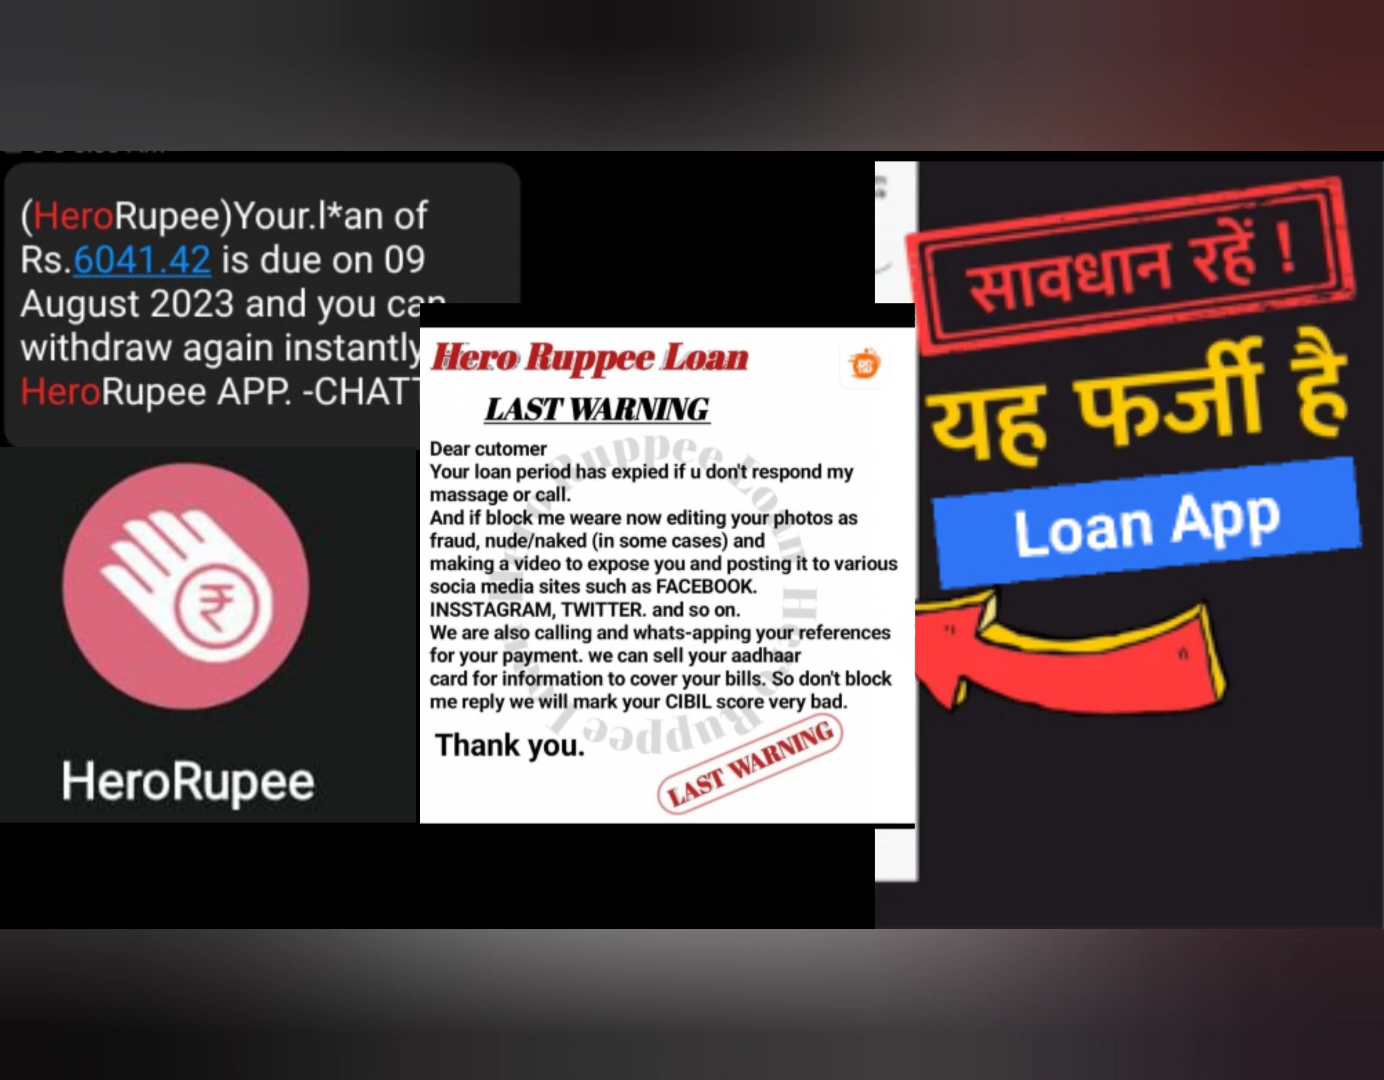 (HeroRupee)Your.l*an of
Rs.6041.42 is due on 09
August 2023 and you can
withdraw again instantly
HeroRupee APP. -CHATT
HeroRupee
Hero Ruppee Loan
LAST WARNING
Dear cutomer
Your loan period has expied if u don't respond my
massage or call.
And if block me weare now editing your photos as
fraud, nude/naked (in some cases) and
making a video to expose you and posting it to various
socia media sites such as FACEBOOK.
INSSTAGRAM, TWITTER. and so on.
We are also calling and whats-apping your references
for your payment. we can sell your aadhaar
card for information to cover your bills. So don't block
me reply we will mark your CIBIL score very bad.
Thank you.
LAST WARNING
सावधान रहें !
यह फर्जी है
Loan App